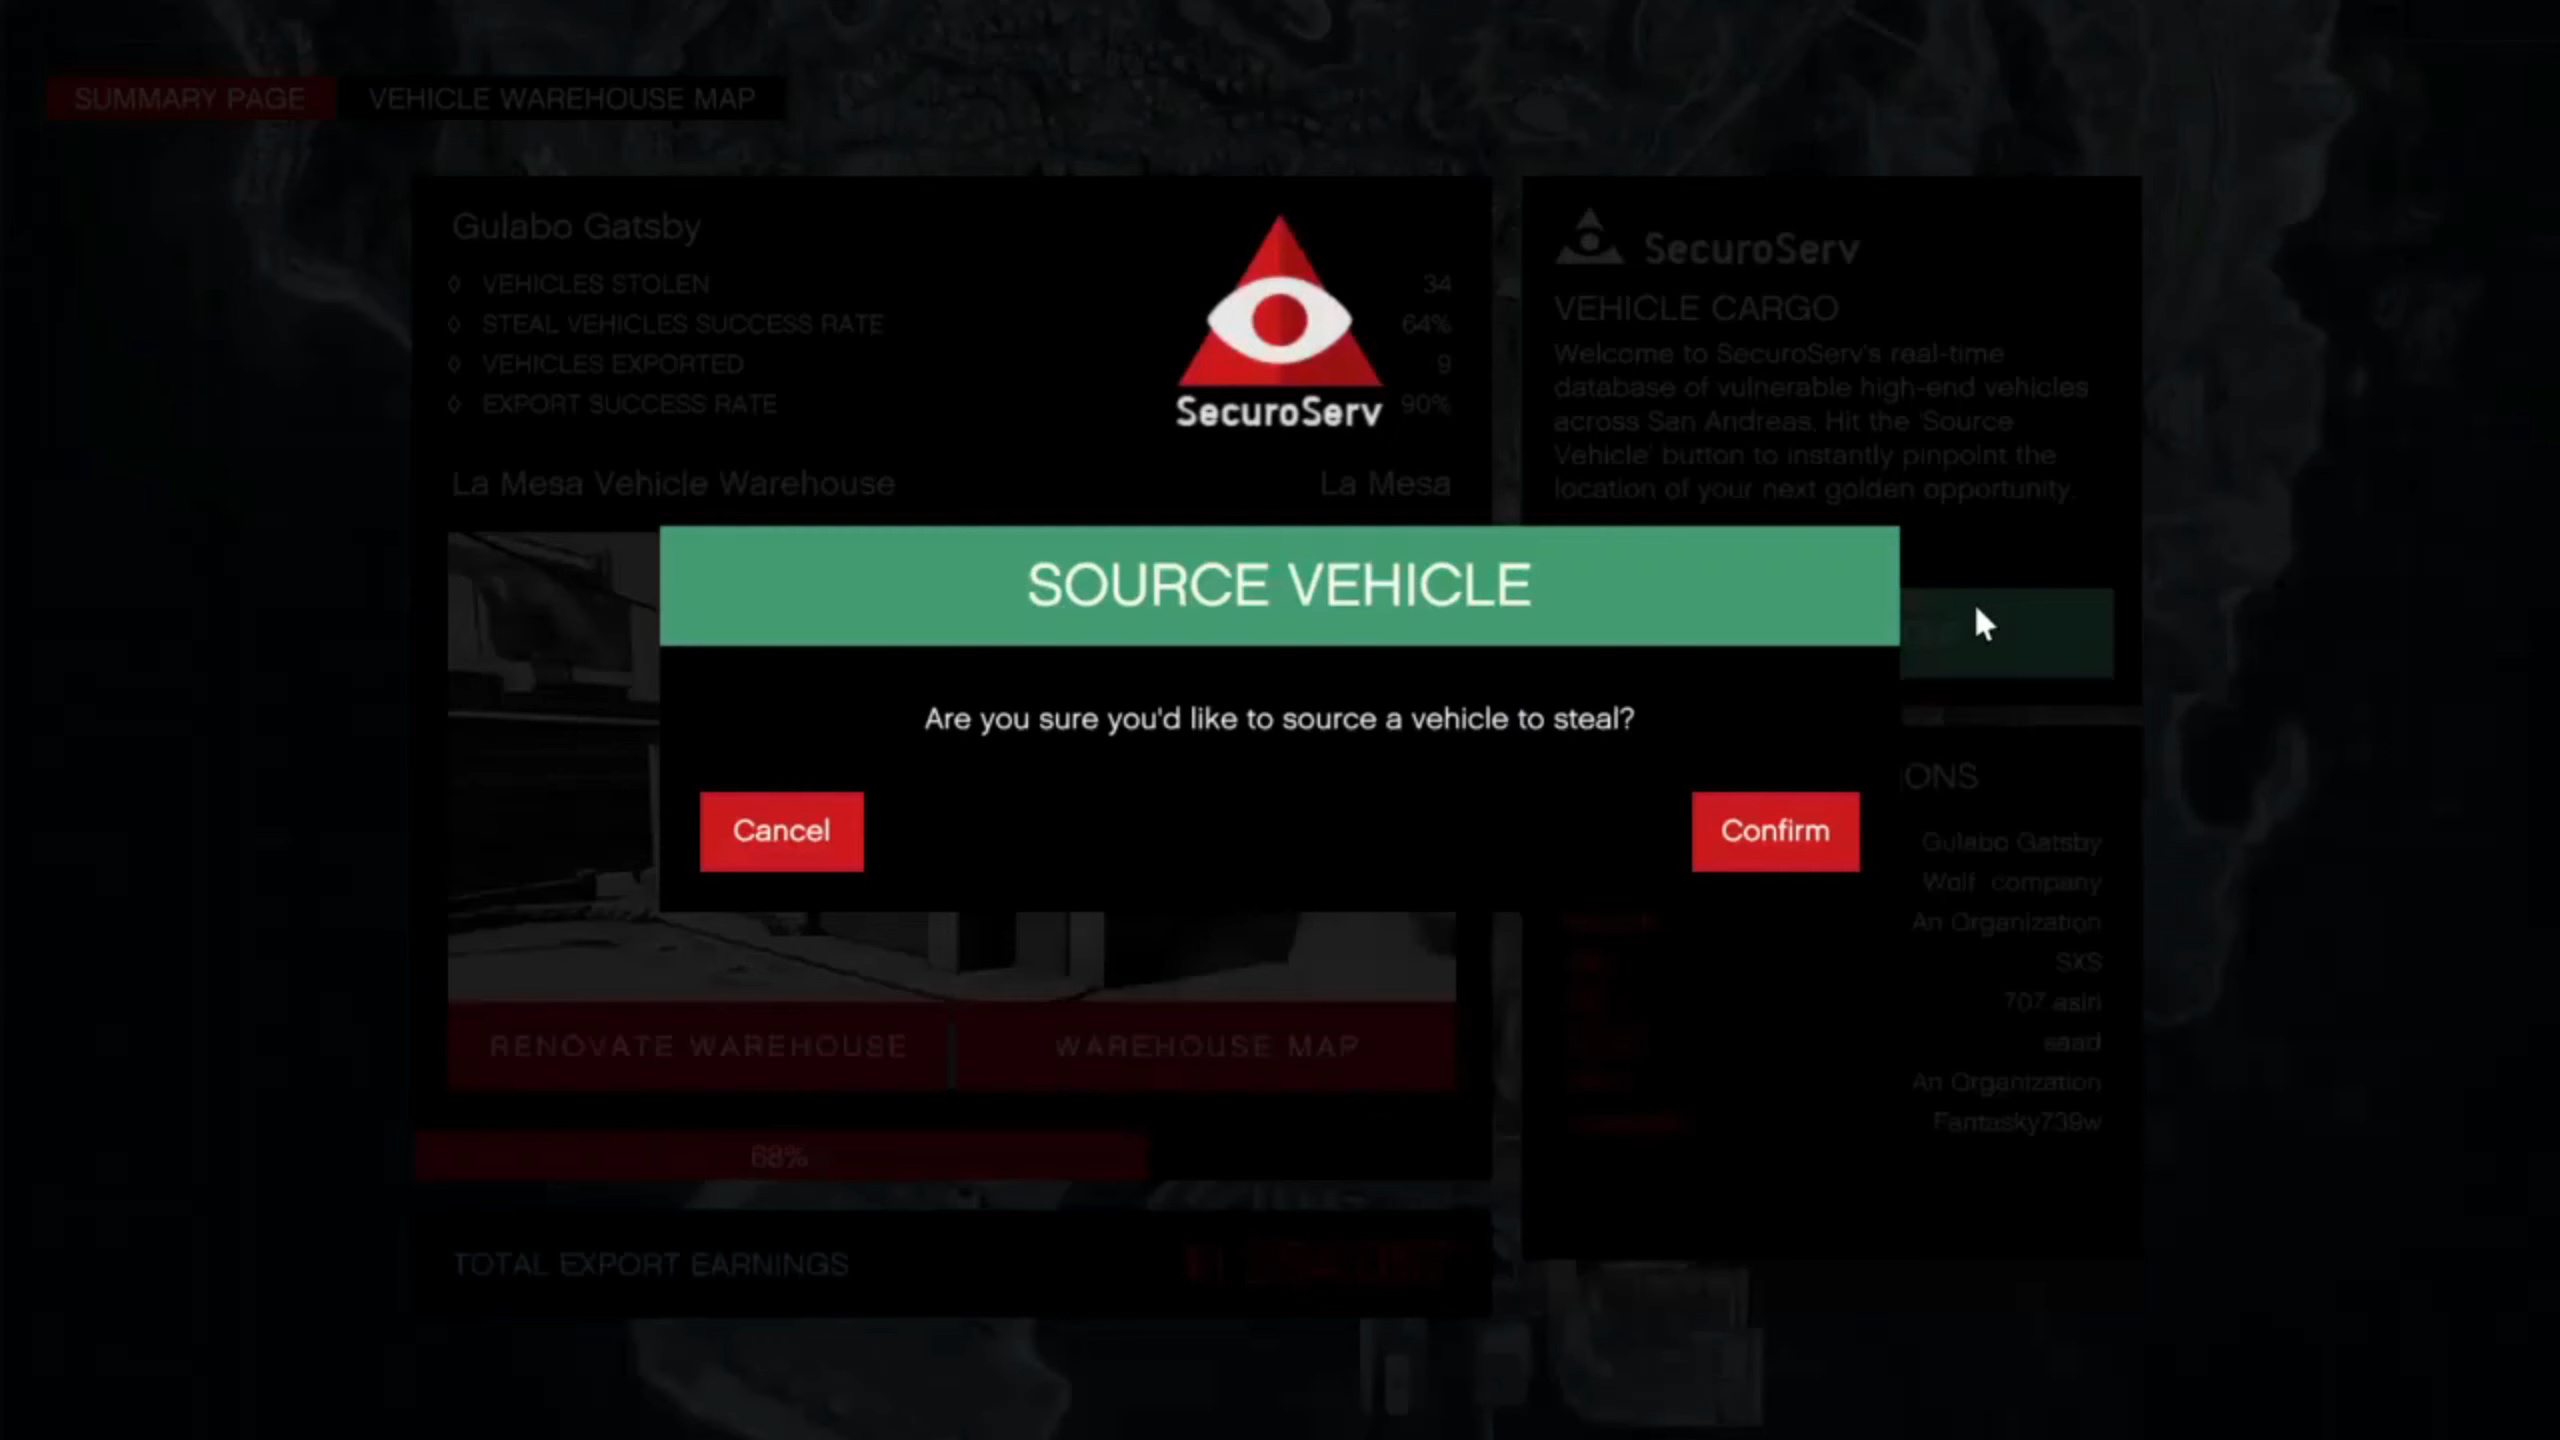 SUMMARY PAGE
VEHICLE WAREHOUSE MAP
Gulabo Gatsby
VEHICLES STOLEN 34
STEAL VEHICLES SUCCESS RATE 64%
VEHICLES EXPORTED 9
EXPORT SUCCESS RATE 90%
SecuroServ
La Mesa Vehicle Warehouse La Mesa
SecuroServ
VEHICLE CARGO
Welcome to SecuroServ's real-time
database of vulnerable high-end vehicles
across San Andreas. Hit the 'Source
Vehicle' button to instantly pinpoint the
location of your next golden opportunity.
SOURCE VEHICLE
Are you sure you'd like to source a vehicle to steal?
Cancel
Confirm
IONS
Gulabo Gatsby
Wolf company
An Organization
SXS
707 asiri
saad
An Organization
Fantasky739w
RENOVATE WAREHOUSE
WAREHOUSE MAP
68%
TOTAL EXPORT EARNINGS